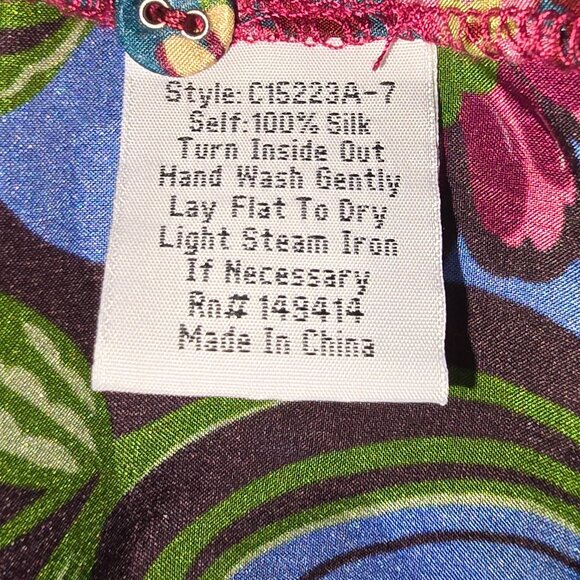 Style: C15223A-7
Self: 100% Silk
Turn Inside Out
Hand Wash Gently
Lay Flat To Dry
Light Steam Iron
If Necessary
Rn# 149414
Made In China